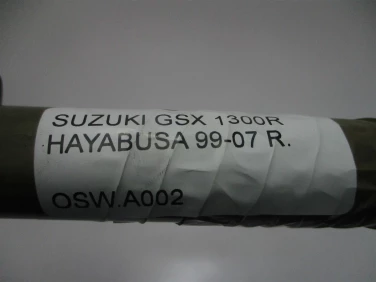 SUZUKI GSX 1300R
HAYABUSA 99-07 R.
OSW.A002